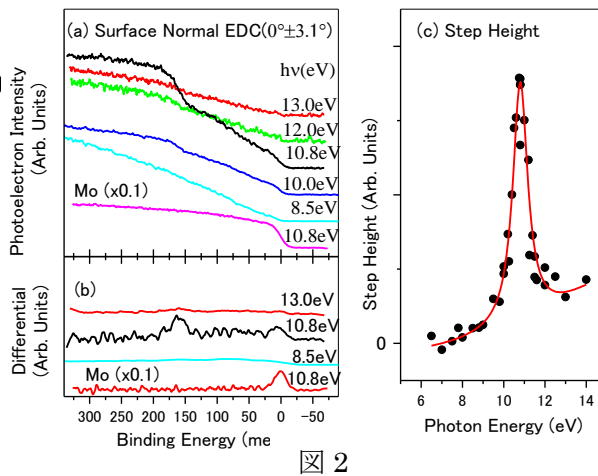 (a) Surface Normal EDC(0°±3.1°)
hν(eV)
13.0eV
12.0eV
10.8eV
10.0eV
8.5eV
Mo (x0.1)
10.8eV
Photoelectron Intensity
(Arb. Units)
(b)
13.0eV
10.8eV
8.5eV
Mo (x0.1)
10.8eV
Differential
(Arb. Units)
300 250 200 150 100 50 0 -50
Binding Energy (me
(c) Step Height
Step Height (Arb. Units)
0
6 8 10 12 14
Photon Energy (eV)
図 2